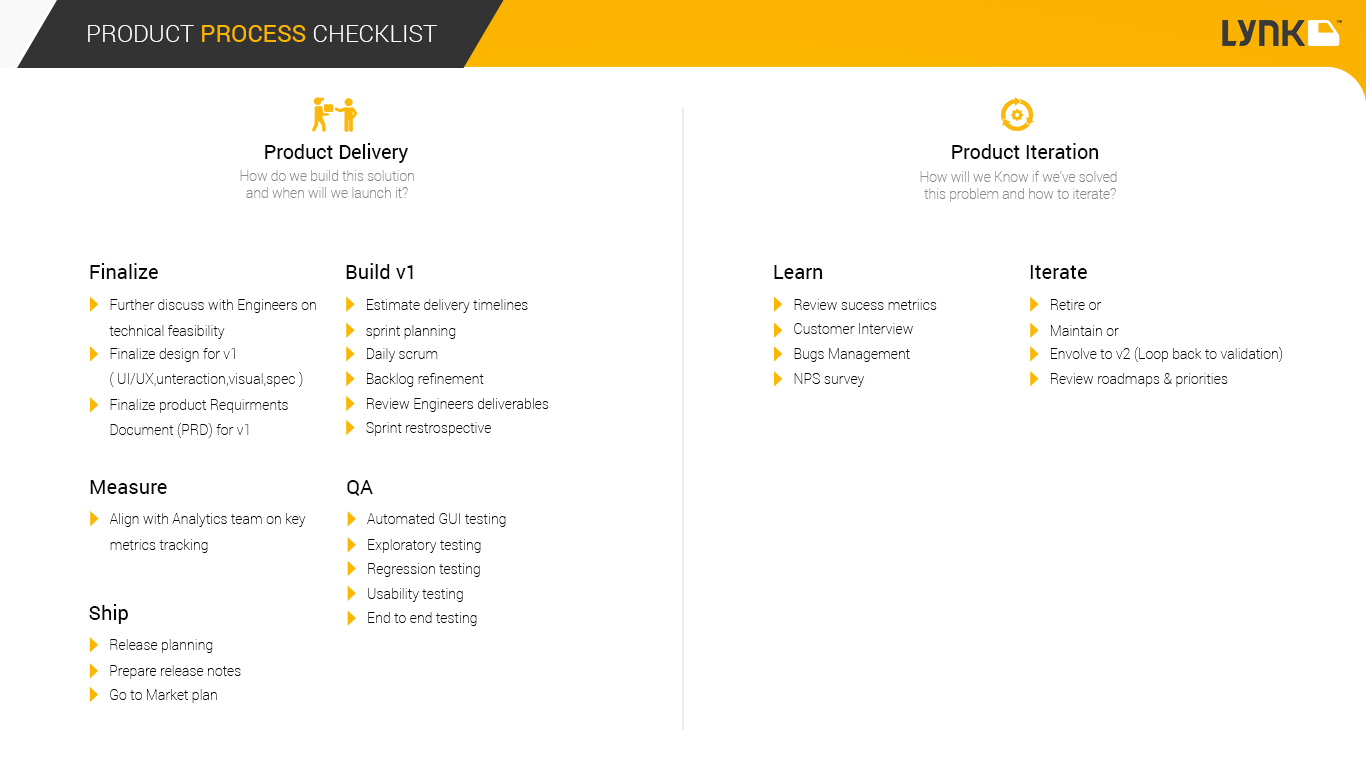 PRODUCT PROCESS CHECKLIST
LYNK
™
Product Delivery
How do we build this solution
and when will we launch it?
Finalize
Further discuss with Engineers on
technical feasibility
Finalize design for v1
( UI/UX,unteraction,visual,spec )
Finalize product Requirments
Document (PRD) for v1
Build v1
Estimate delivery timelines
sprint planning
Daily scrum
Backlog refinement
Review Engineers deliverables
Sprint restrospective
Measure
Align with Analytics team on key
metrics tracking
QA
Automated GUI testing
Exploratory testing
Regression testing
Usability testing
End to end testing
Ship
Release planning
Prepare release notes
Go to Market plan
Product Iteration
How will we Know if we've solved
this problem and how to iterate?
Learn
Review sucess metriics
Customer Interview
Bugs Management
NPS survey
Iterate
Retire or
Maintain or
Envolve to v2 (Loop back to validation)
Review roadmaps & priorities